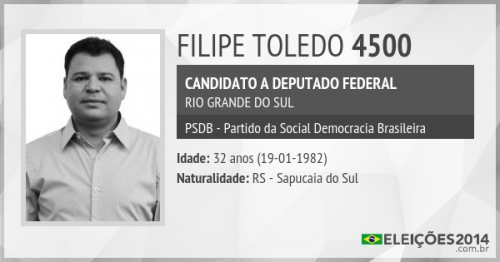 FILIPE TOLEDO 4500
CANDIDATO A DEPUTADO FEDERAL
RIO GRANDE DO SUL
PSDB - Partido da Social Democracia Brasileira
Idade: 32 anos (19-01-1982)
Naturalidade: RS - Sapucaia do Sul
ELEIÇÕES2014
.com.br